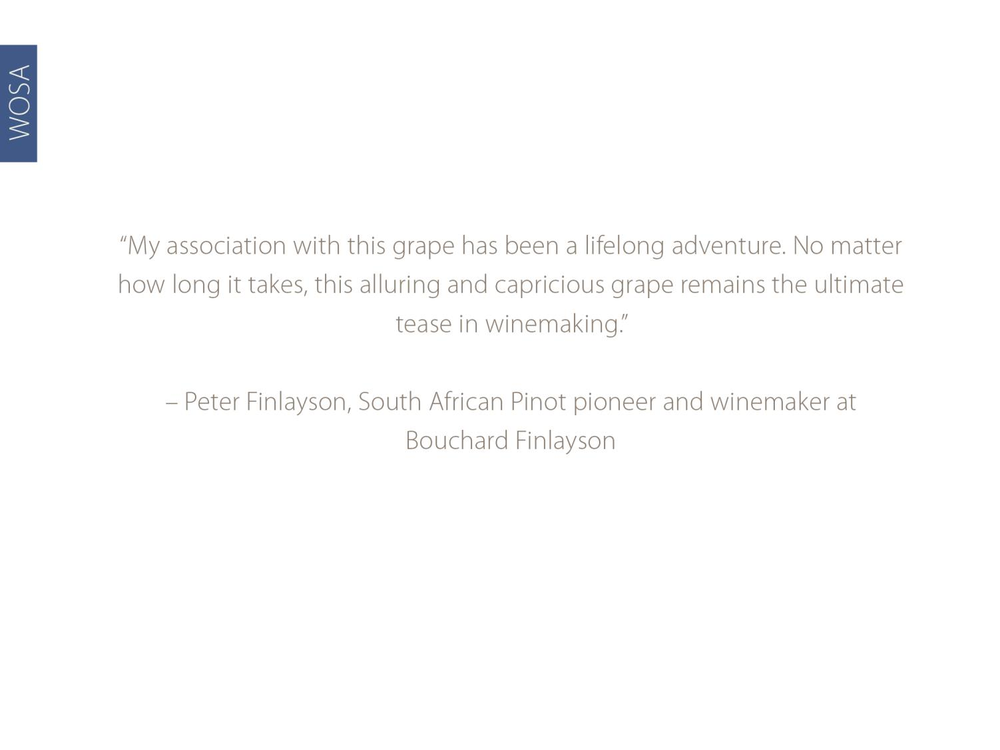 WOSA
“My association with this grape has been a lifelong adventure. No matter
how long it takes, this alluring and capricious grape remains the ultimate
tease in winemaking.”
– Peter Finlayson, South African Pinot pioneer and winemaker at
Bouchard Finlayson